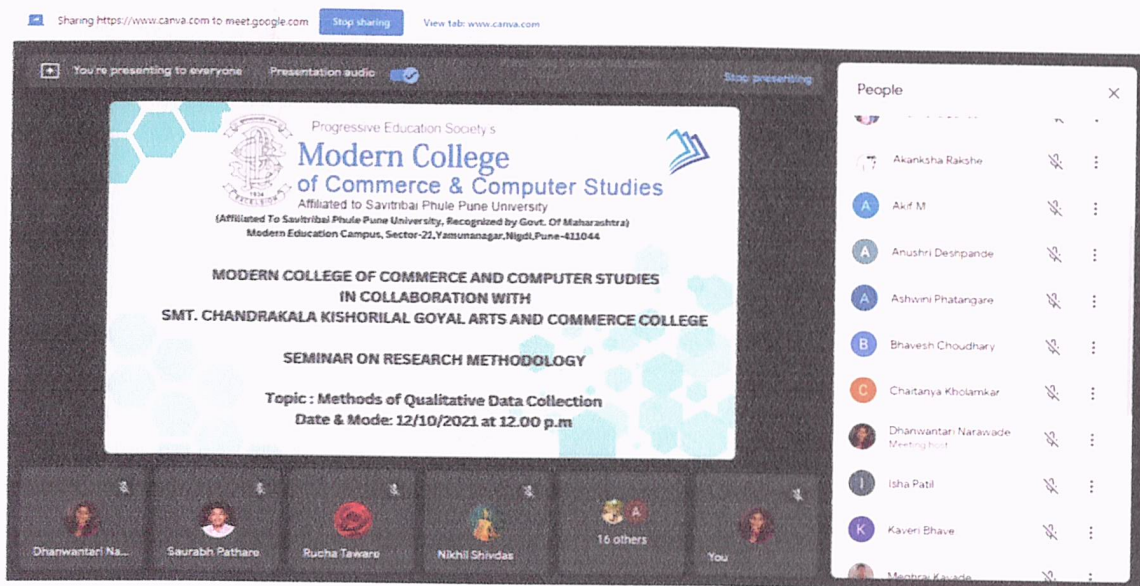 Sharing https://www.canva.com to meet.google.com Stop sharing View tab: www.canva.com
You're presenting to everyone Presentation audio Stop presenting
Progressive Education Society's
Modern College
of Commerce & Computer Studies
Affiliated to Savitribai Phule Pune University
(Affiliated To Savitribai Phule Pune University, Recognized by Govt. Of Maharashtra)
Modern Education Campus, Sector-21,Yamunanagar,Nigdi,Pune-411044
1934
EXCELSIOR
MODERN COLLEGE OF COMMERCE AND COMPUTER STUDIES
IN COLLABORATION WITH
SMT. CHANDRAKALA KISHORILAL GOYAL ARTS AND COMMERCE COLLEGE
SEMINAR ON RESEARCH METHODOLOGY
Topic : Methods of Qualitative Data Collection
Date & Mode: 12/10/2021 at 12.00 p.m
Dhanwantari Na...
Saurabh Pathare
Rucha Taware
Nikhil Shivdas
A
16 others
You
People
Akanksha Rakshe
A Akif M
A Anushri Deshpande
A Ashwini Phatangare
B Bhavesh Choudhary
C Chaitanya Kholamkar
Dhanwantari Narawade
Meeting host
I Isha Patil
K Kaveri Bhave
Meghraj Kavade